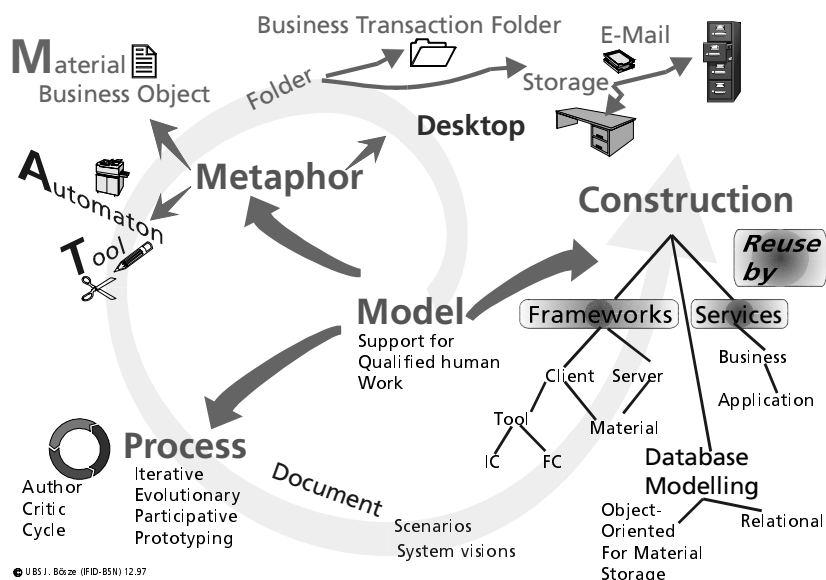 Business Transaction Folder
E-Mail
Material
Business Object
Folder
Storage
Desktop
Automaton
Metaphor
Tool
Construction
Reuse
by
Model
Support for
Qualified human
Work
Frameworks
Services
Client
Server
Business
Application
Tool
Material
IC
FC
Process
Iterative
Evolutionary
Participative
Prototyping
Author
Critic
Cycle
Document
Scenarios
System visions
Database
Modelling
Object-
Oriented
For Material
Storage
Relational
UBS J. Bösze (IFID-B5N) 12.97